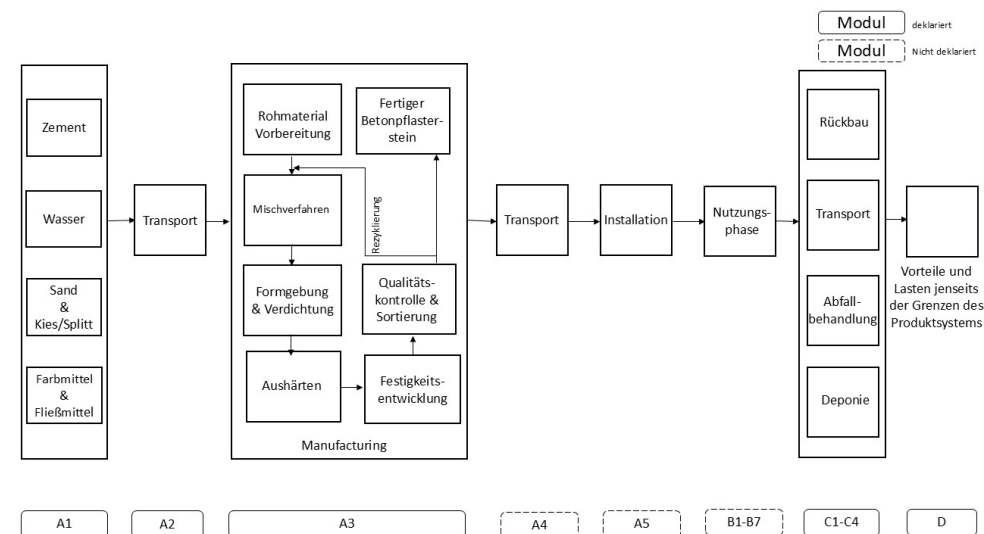 Modul
deklariert
Modul
Nicht deklariert
Zement
Wasser
Sand
&
Kies/Splitt
Farbmittel
&
Fließmittel
Transport
Rohmaterial
Vorbereitung
Mischverfahren
Formgebung
& Verdichtung
Aushärten
Fertiger
Betonpflaster-
stein
Rezyklierung
Qualitäts-
kontrolle &
Sortierung
Festigkeits-
entwicklung
Manufacturing
Transport
Installation
Nutzungs-
phase
Rückbau
Transport
Abfall-
behandlung
Deponie
Vorteile und
Lasten jenseits
der Grenzen des
Produktsystems
A1
A2
A3
A4
A5
B1-B7
C1-C4
D